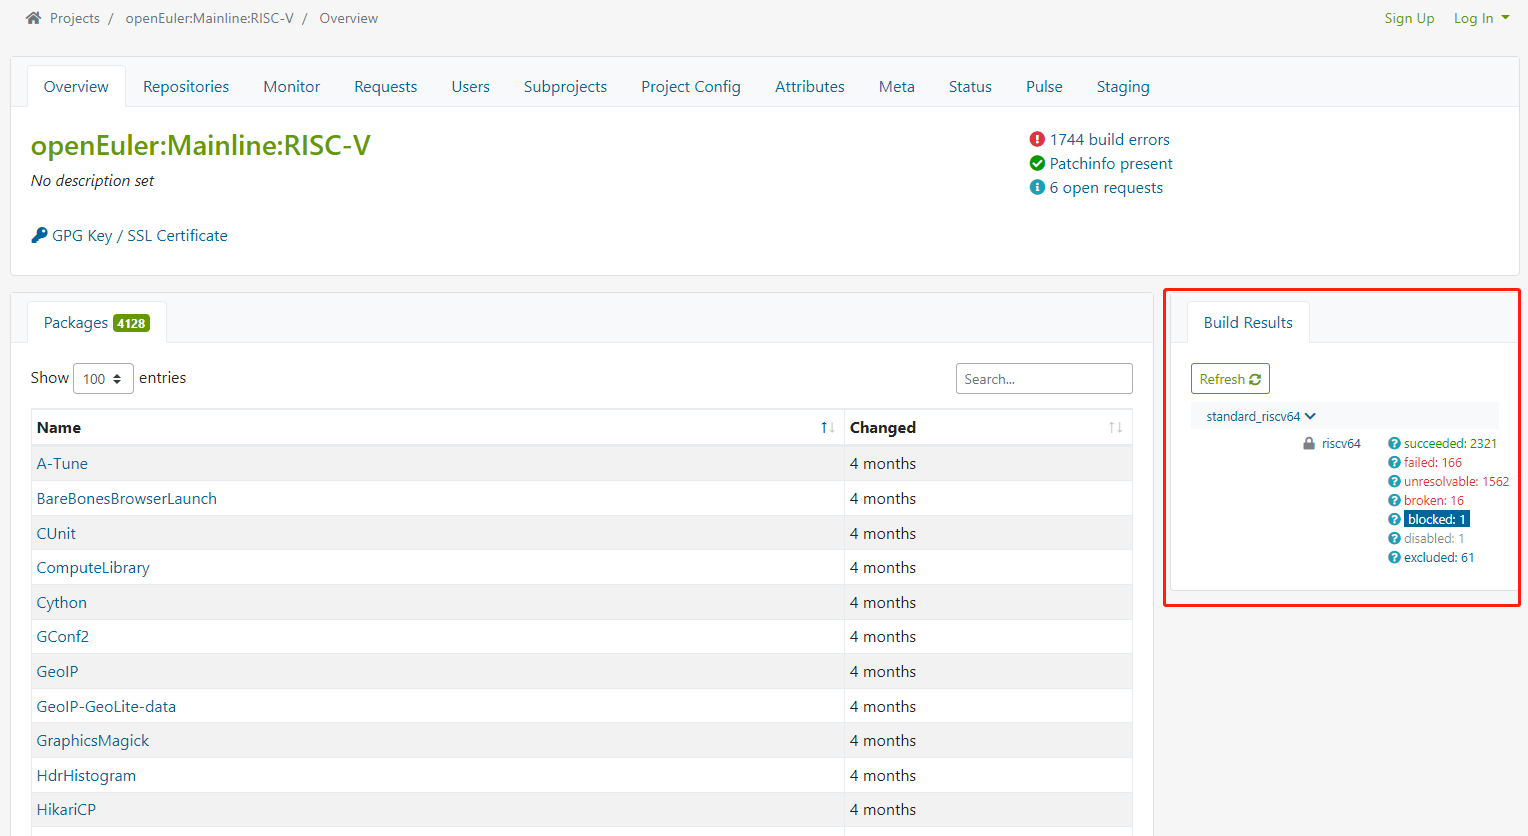 Projects / openEuler:Mainline:RISC-V / Overview
Sign Up Log In
Overview Repositories Monitor Requests Users Subprojects Project Config Attributes Meta Status Pulse Staging
openEuler:Mainline:RISC-V
No description set
GPG Key / SSL Certificate
1744 build errors
Patchinfo present
6 open requests
Packages 4128
Show 100 entries
Search...
Name Changed
A-Tune 4 months
BareBonesBrowserLaunch 4 months
CUnit 4 months
ComputeLibrary 4 months
Cython 4 months
GConf2 4 months
GeoIP 4 months
GeoIP-GeoLite-data 4 months
GraphicsMagick 4 months
HdrHistogram 4 months
HikariCP 4 months
Build Results
Refresh
standard_riscv64
riscv64
succeeded: 2321
failed: 166
unresolvable: 1562
broken: 16
blocked: 1
disabled: 1
excluded: 61